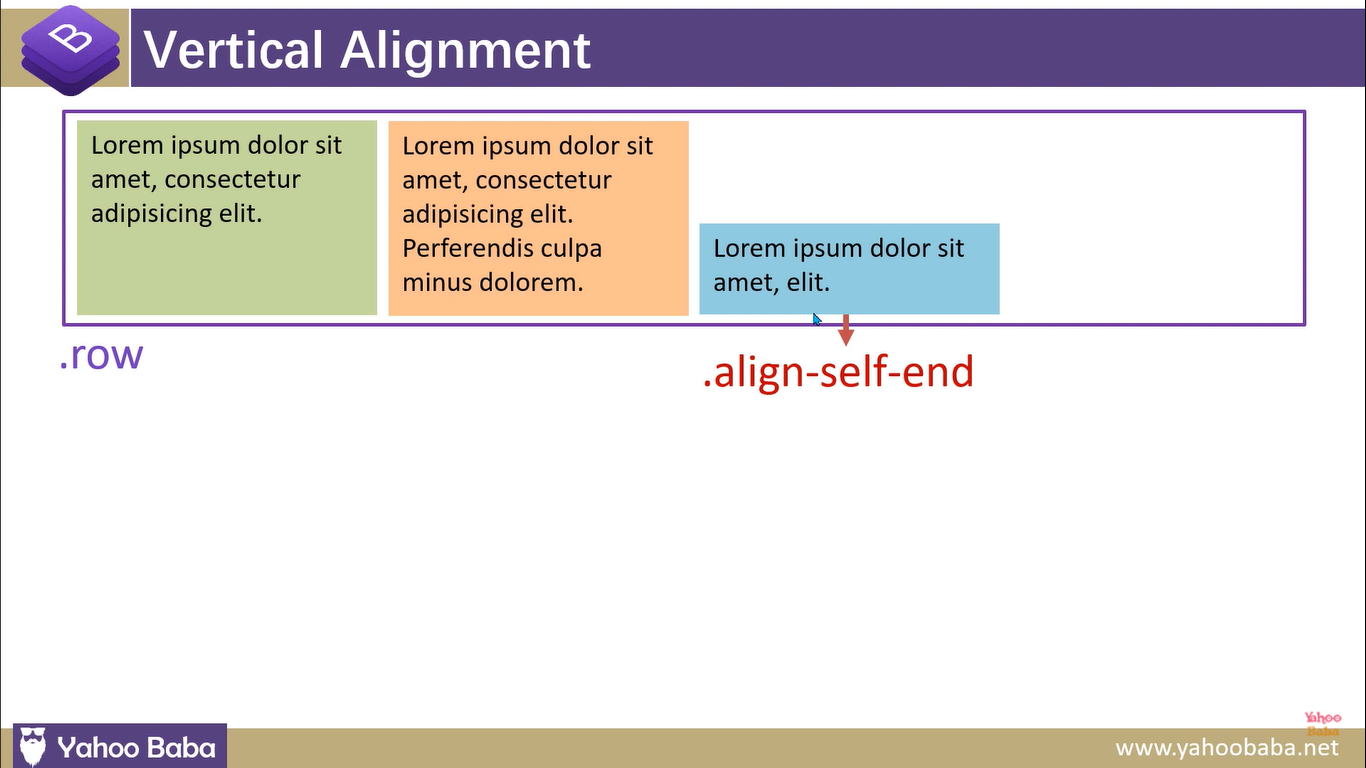 B
Vertical Alignment
Lorem ipsum dolor sit
amet, consectetur
adipisicing elit.
Lorem ipsum dolor sit
amet, consectetur
adipisicing elit.
Perferendis culpa
minus dolorem.
Lorem ipsum dolor sit
amet, elit.
.row
.align-self-end
Yahoo Baba
Yahoo
Baba
www.yahoobaba.net